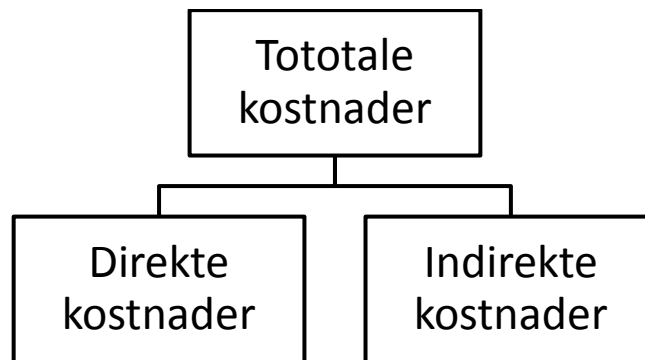 Tototale
kostnader
Direkte
kostnader
Indirekte
kostnader